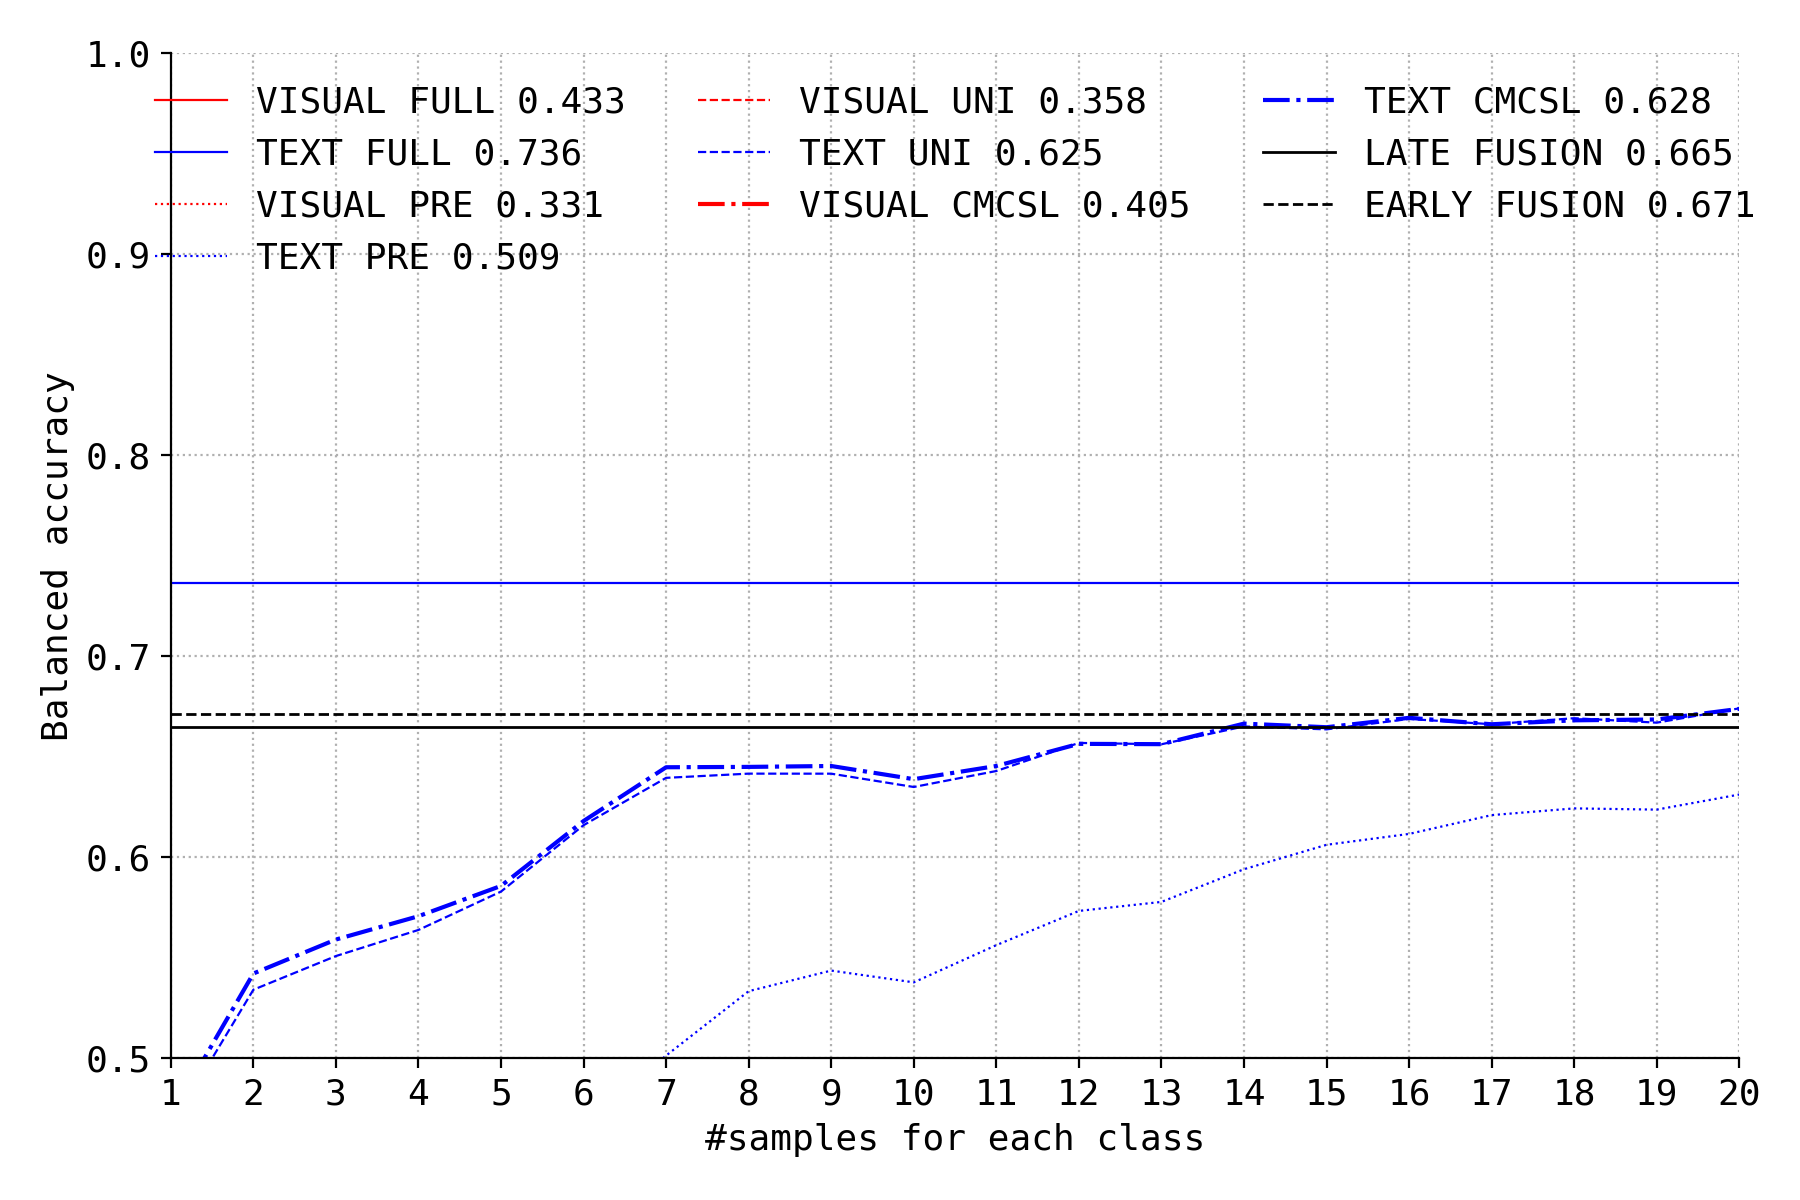 1.0
VISUAL FULL 0.433
TEXT FULL 0.736
VISUAL PRE 0.331
TEXT PRE 0.509
VISUAL UNI 0.358
TEXT UNI 0.625
VISUAL CMCSL 0.405
TEXT CMCSL 0.628
LATE FUSION 0.665
EARLY FUSION 0.671
0.9
0.8
0.7
0.6
0.5
Balanced accuracy
1 2 3 4 5 6 7 8 9 10 11 12 13 14 15 16 17 18 19 20
#samples for each class